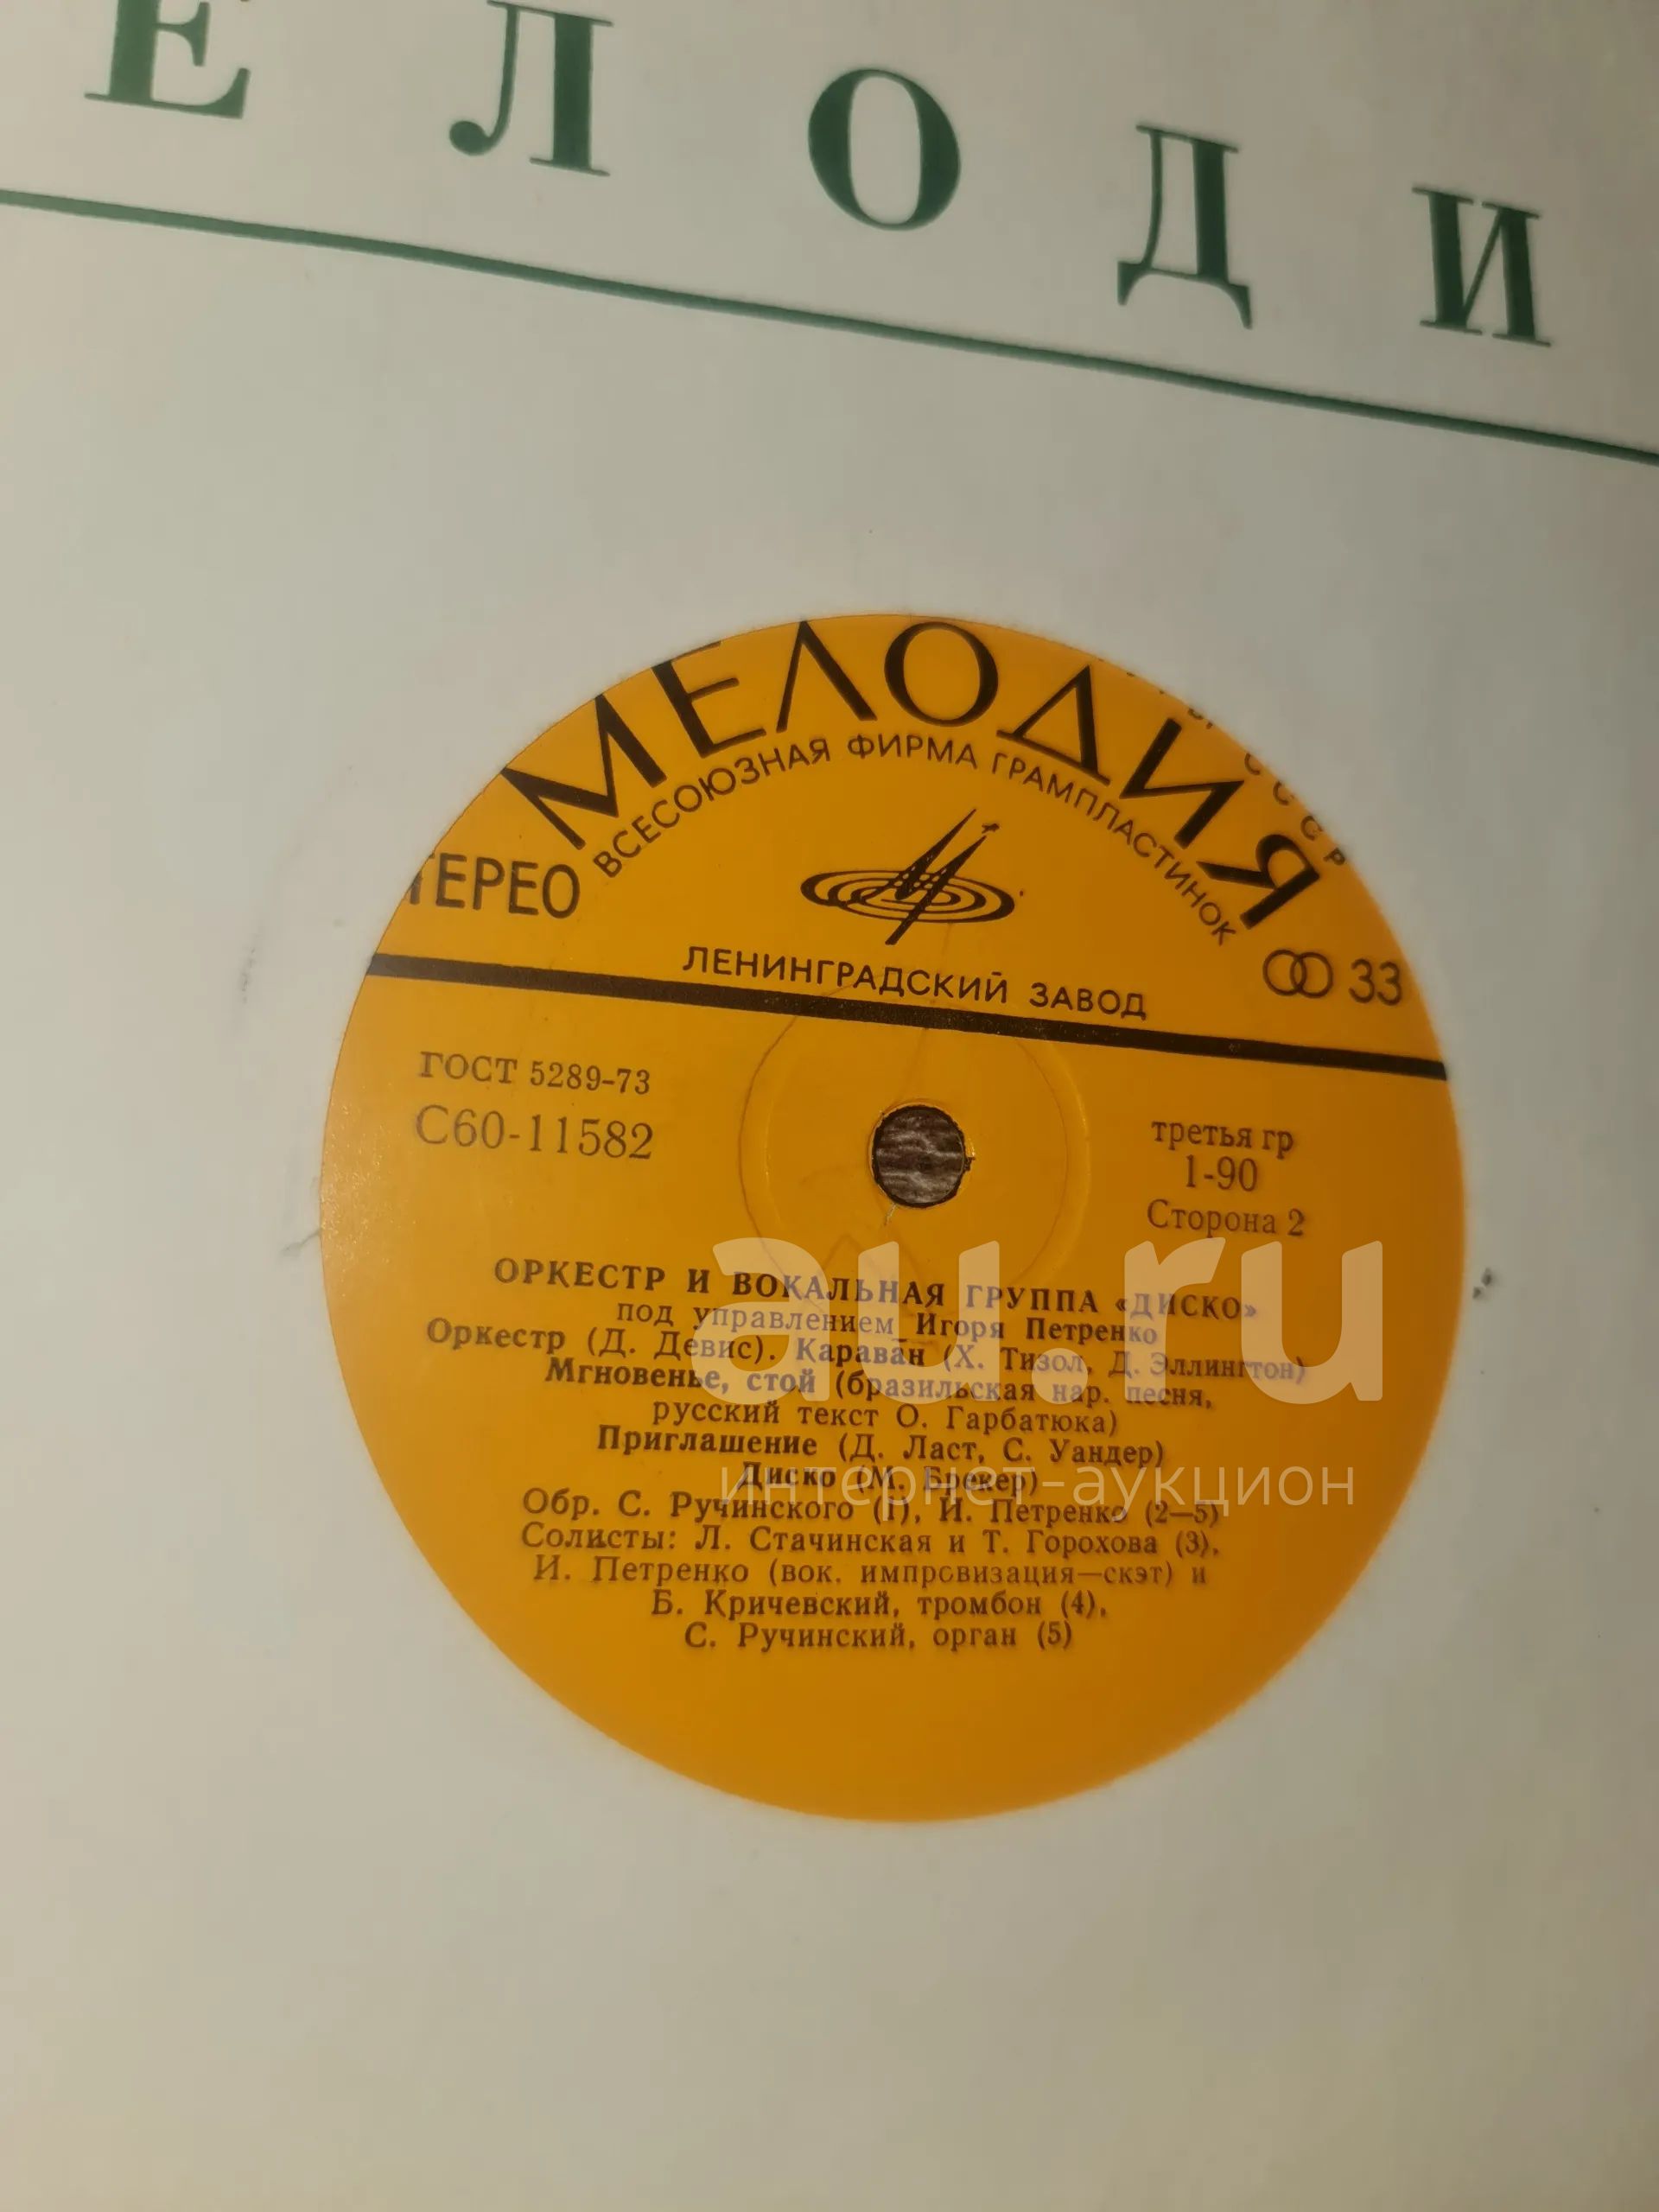 ЕЛОДИ
МЕЛОДИЯ
ВСЕСОЮЗНАЯ ФИРМА ГРАМПЛАСТИНОК
СССР
ТЕРЕО
33
ЛЕНИНГРАДСКИЙ ЗАВОД
ГОСТ 5289-73
С60-11582
третья гр
1-90
Сторона 2
ОРКЕСТР И ВОКАЛЬНАЯ ГРУППА «ДИСКО»
под управлением Игоря Петренко
Оркестр (Д. Девис). Караван (Х. Тизол, Д. Эллингтон)
Мгновенье, стой (бразильская нар. песня,
русский текст О. Гарбатюка)
Приглашение (Д. Ласт, С. Уандер)
Диско (М. Брекер)
Обр. С. Ручинского (1), И. Петренко (2—5)
Солисты: Л. Стачинская и Т. Горохова (3),
И. Петренко (вок. импровизация—скэт) и
Б. Кричевский, тромбон (4),
С. Ручинский, орган (5)
au.ru
интернет-аукцион